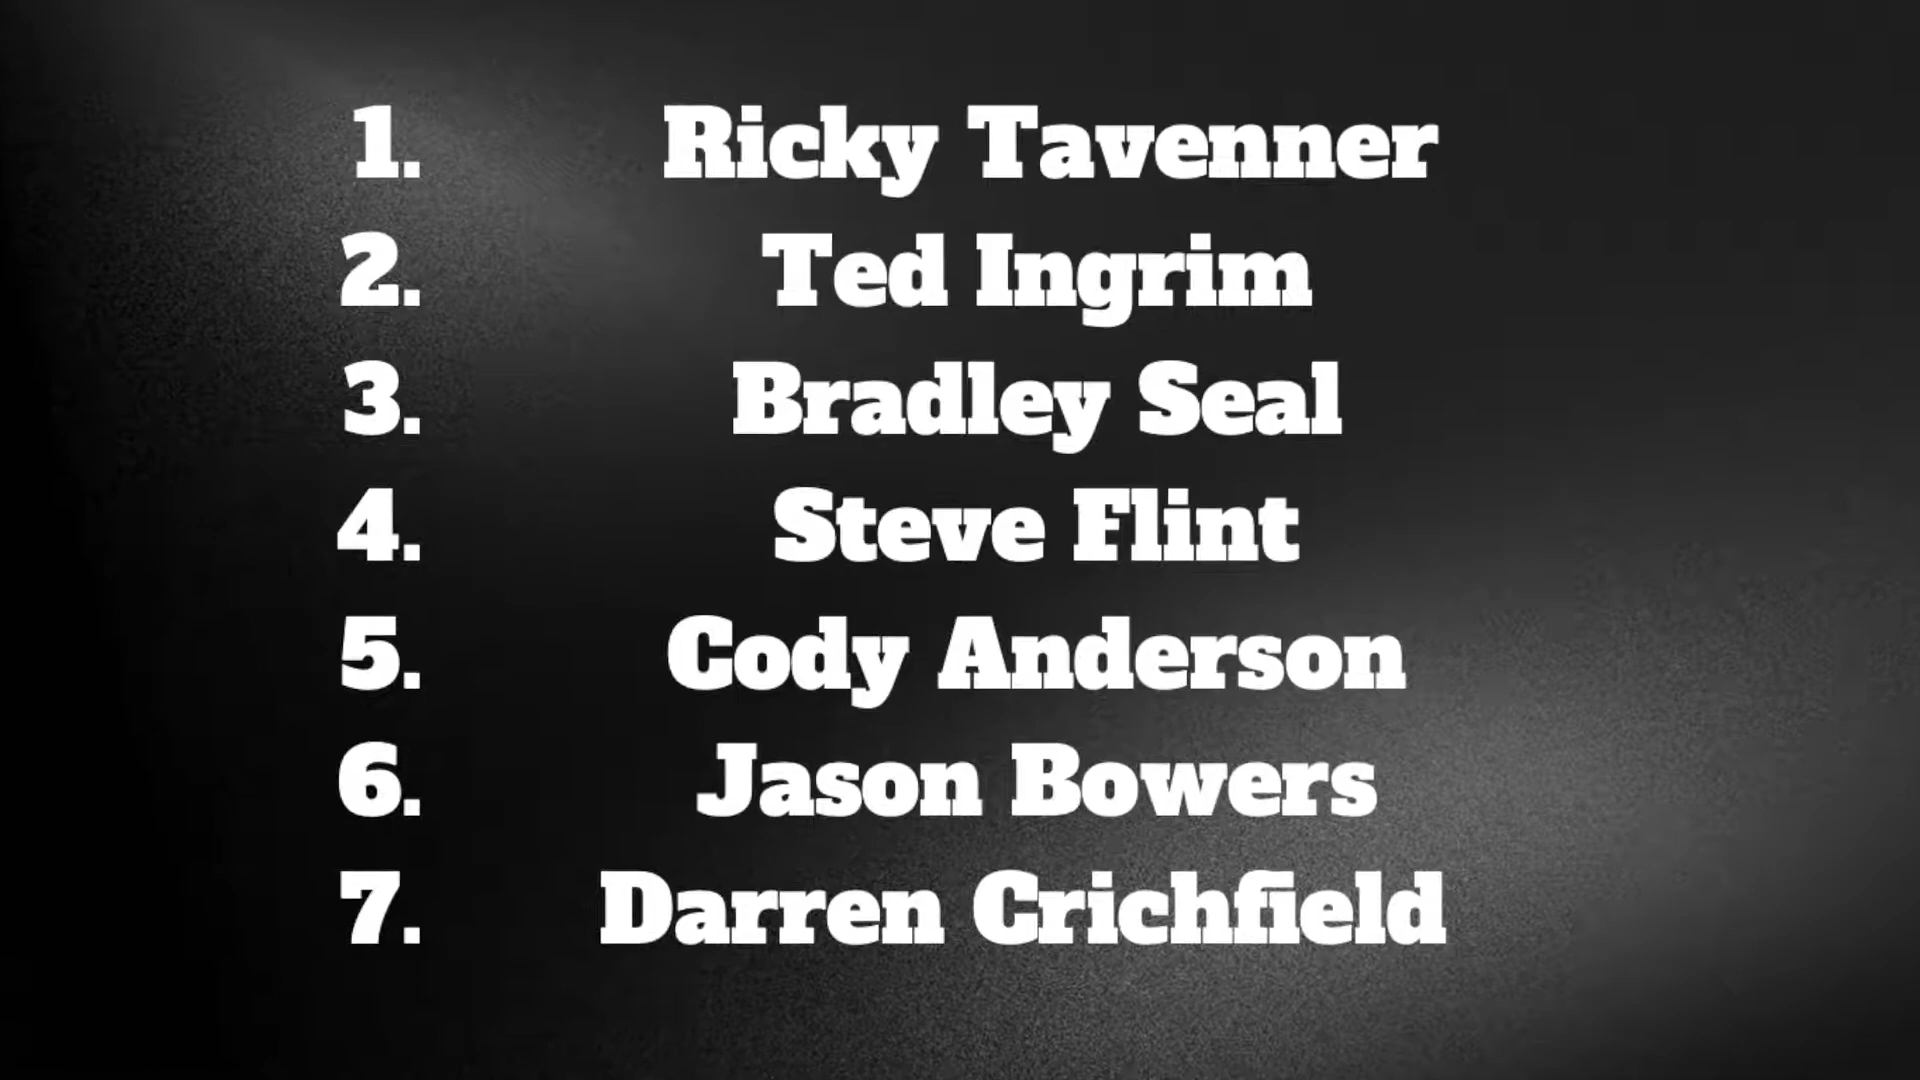 1. Ricky Tavenner
2. Ted Ingrim
3. Bradley Seal
4. Steve Flint
5. Cody Anderson
6. Jason Bowers
7. Darren Crichfield